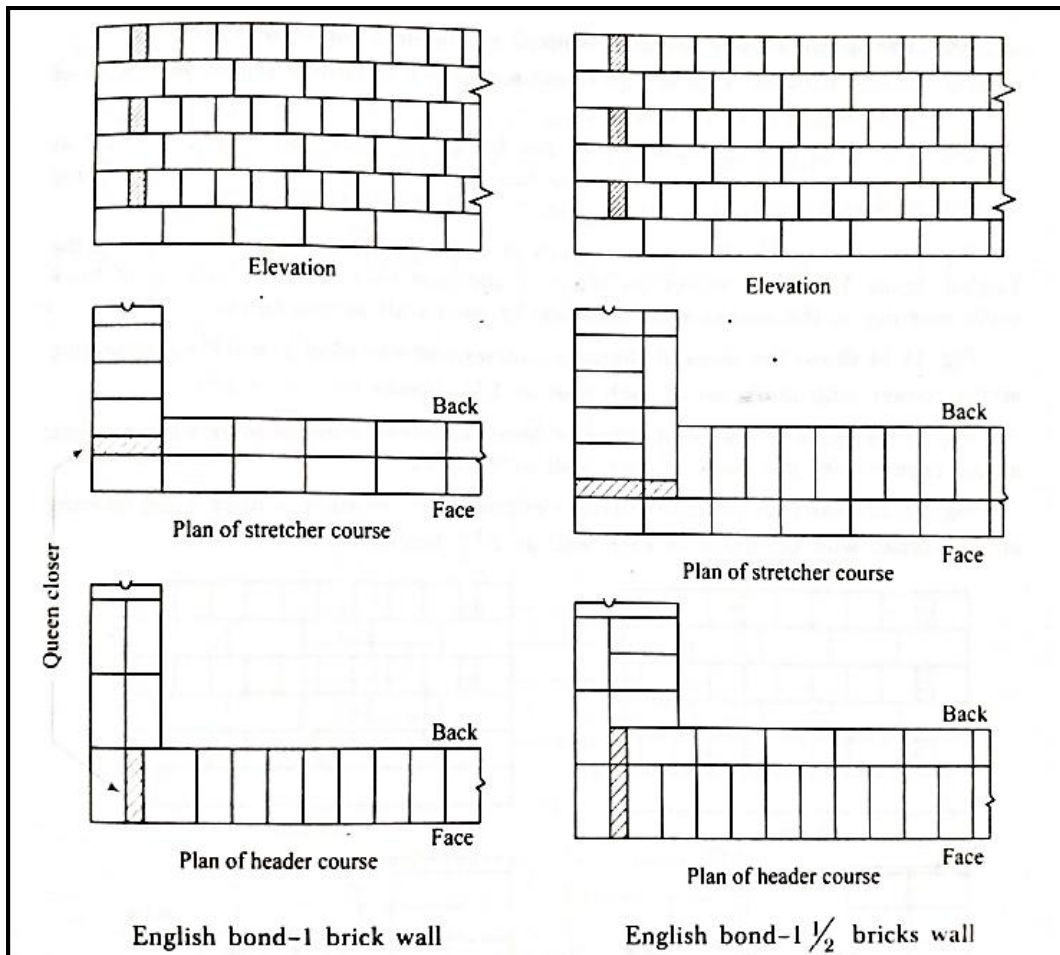 Elevation
Back
Face
Plan of stretcher course
Queen closer
Back
Face
Plan of header course
English bond-1 brick wall
Elevation
Back
Face
Plan of stretcher course
Back
Face
Plan of header course
English bond-1 ½ bricks wall